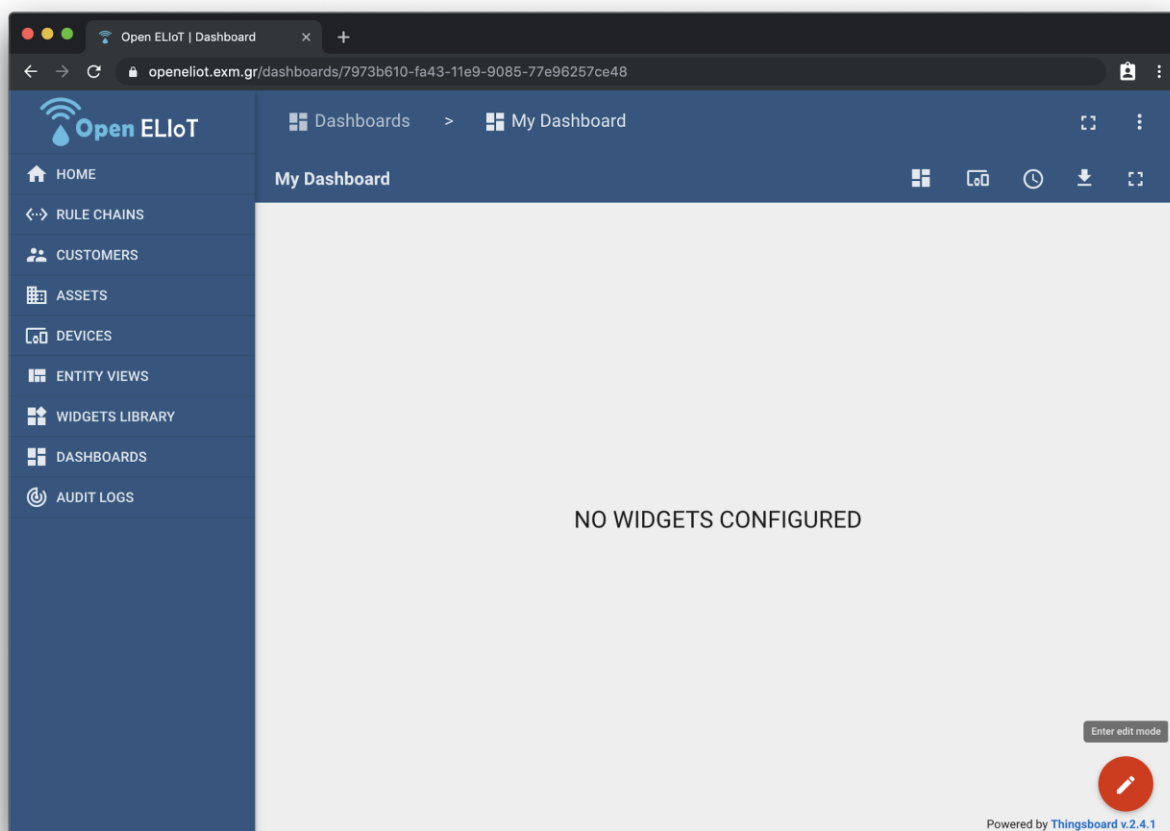 Open ELIoT | Dashboard
openeliot.exm.gr/dashboards/7973b610-fa43-11e9-9085-77e96257ce48
Open ELIoT
Dashboards > My Dashboard
My Dashboard
HOME
RULE CHAINS
CUSTOMERS
ASSETS
DEVICES
ENTITY VIEWS
WIDGETS LIBRARY
DASHBOARDS
AUDIT LOGS
NO WIDGETS CONFIGURED
Enter edit mode
Powered by Thingsboard v.2.4.1